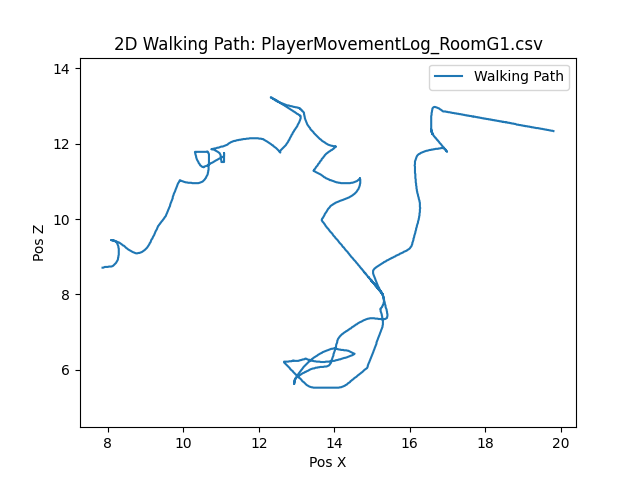 2D Walking Path: PlayerMovementLog_RoomG1.csv
Walking Path
14
12
10
8
6
Pos Z
8 10 12 14 16 18 20
Pos X